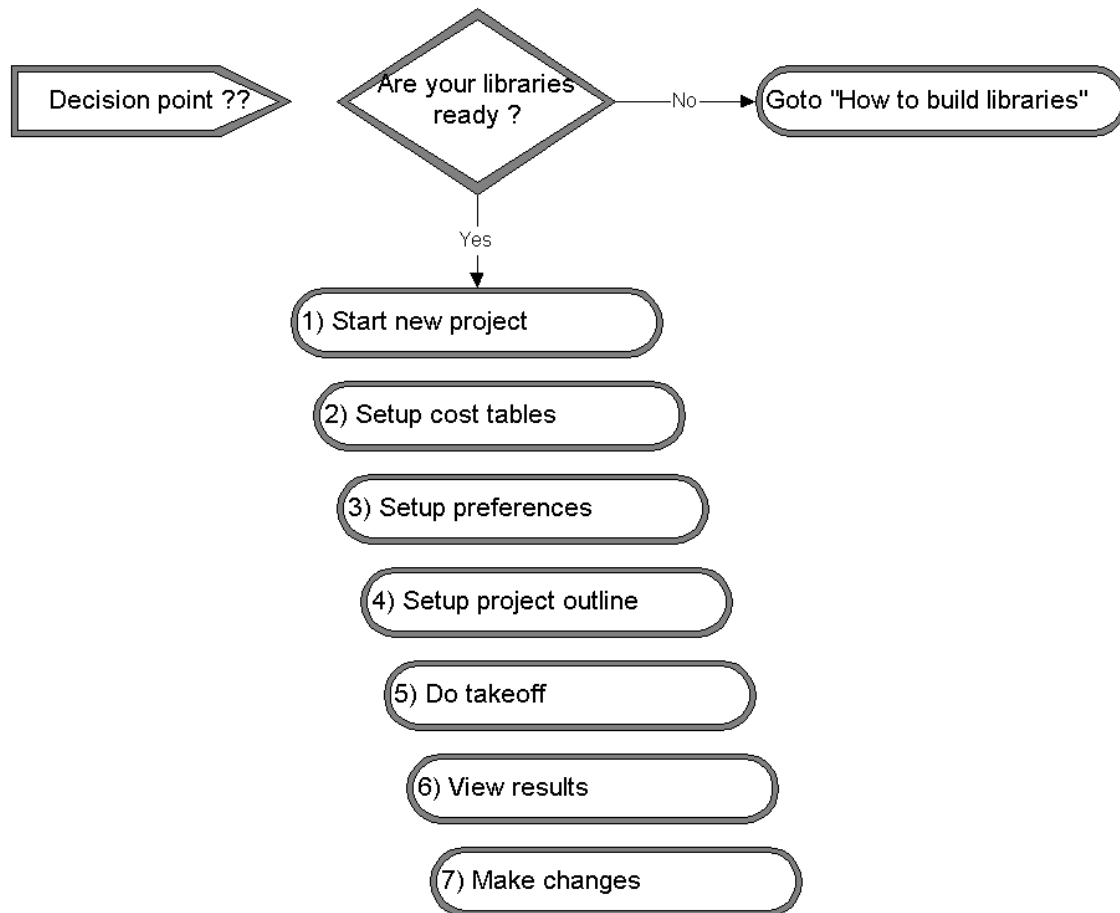 Decision point ??
Are your libraries
ready ?
No
Goto "How to build libraries"
Yes
1) Start new project
2) Setup cost tables
3) Setup preferences
4) Setup project outline
5) Do takeoff
6) View results
7) Make changes